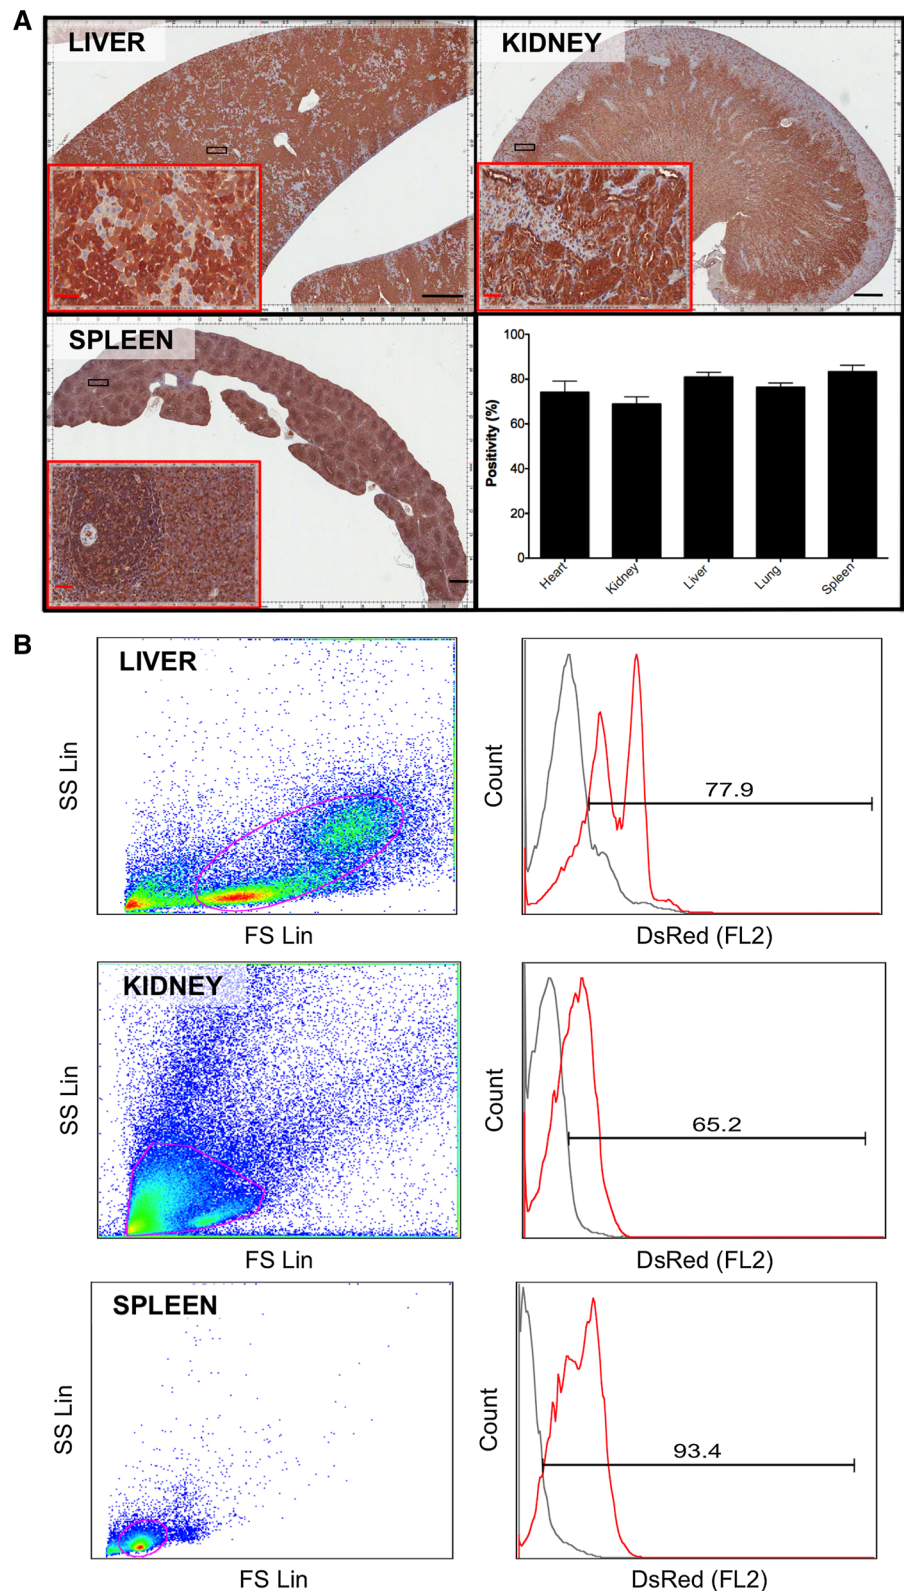 A
LIVER
KIDNEY
SPLEEN
Positivity (%)
100
80
60
40
20
0
Heart
Kidney
Liver
Lung
Spleen
B
LIVER
SS Lin
FS Lin
Count
77.9
DsRed (FL2)
KIDNEY
SS Lin
FS Lin
Count
65.2
DsRed (FL2)
SPLEEN
SS Lin
FS Lin
Count
93.4
DsRed (FL2)